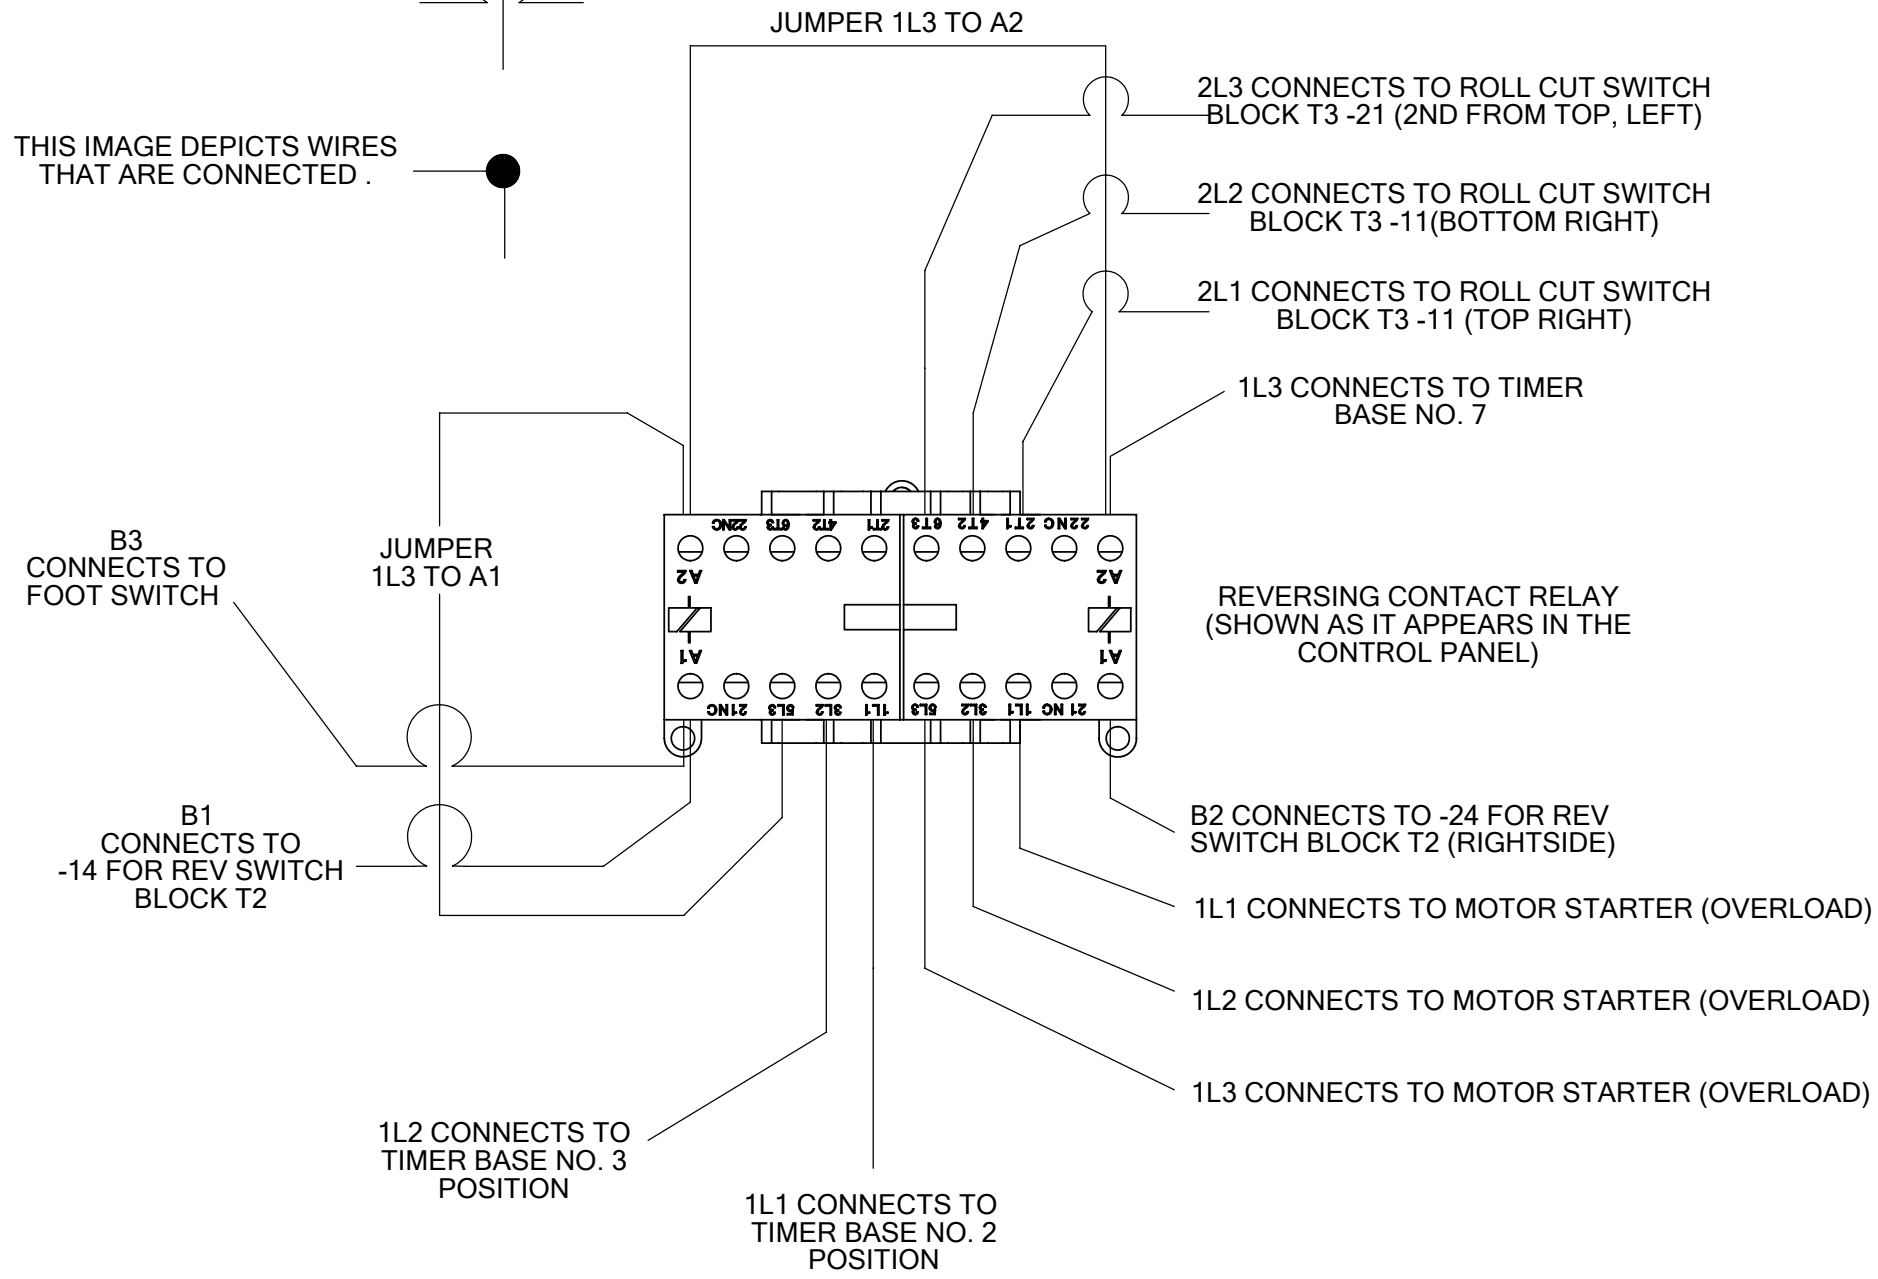 JUMPER 1L3 TO A2
2L3 CONNECTS TO ROLL CUT SWITCH
BLOCK T3 -21 (2ND FROM TOP, LEFT)
THIS IMAGE DEPICTS WIRES
THAT ARE CONNECTED .
2L2 CONNECTS TO ROLL CUT SWITCH
BLOCK T3 -11(BOTTOM RIGHT)
2L1 CONNECTS TO ROLL CUT SWITCH
BLOCK T3 -11 (TOP RIGHT)
1L3 CONNECTS TO TIMER
BASE NO. 7
22NC 6T3 4T2 2T1 6T3 4T2 2T1 22NC
A2 A2
B3
CONNECTS TO
FOOT SWITCH
JUMPER
1L3 TO A1
REVERSING CONTACT RELAY
(SHOWN AS IT APPEARS IN THE
CONTROL PANEL)
A1 A1
21NC 5L3 3L2 1L1 5L3 3L2 1L1 21 NC
B1
CONNECTS TO
-14 FOR REV SWITCH
BLOCK T2
B2 CONNECTS TO -24 FOR REV
SWITCH BLOCK T2 (RIGHTSIDE)
1L1 CONNECTS TO MOTOR STARTER (OVERLOAD)
1L2 CONNECTS TO MOTOR STARTER (OVERLOAD)
1L3 CONNECTS TO MOTOR STARTER (OVERLOAD)
1L2 CONNECTS TO
TIMER BASE NO. 3
POSITION
1L1 CONNECTS TO
TIMER BASE NO. 2
POSITION